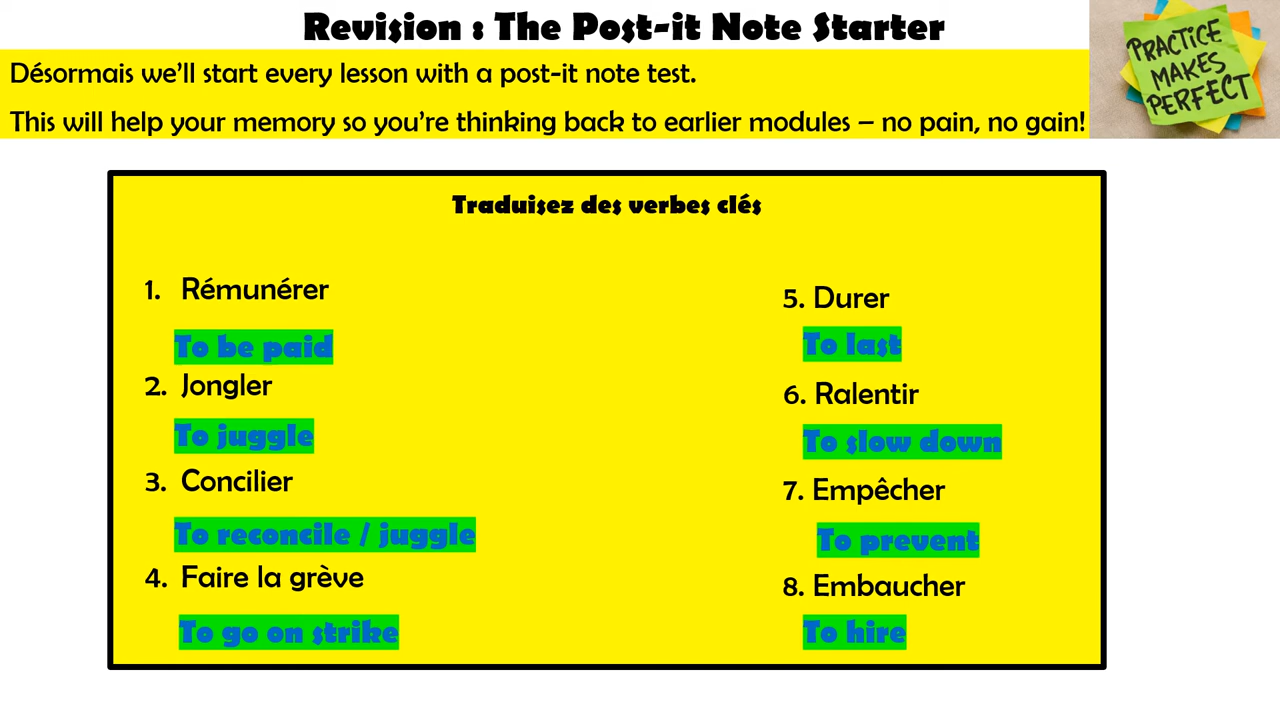 Revision : The Post-it Note Starter
Désormais we’ll start every lesson with a post-it note test.
This will help your memory so you’re thinking back to earlier modules – no pain, no gain!
PRACTICE
MAKES
PERFECT
Traduisez des verbes clés
1. Rémunérer
To be paid
2. Jongler
To juggle
3. Concilier
To reconcile / juggle
4. Faire la grève
To go on strike
5. Durer
To last
6. Ralentir
To slow down
7. Empêcher
To prevent
8. Embaucher
To hire